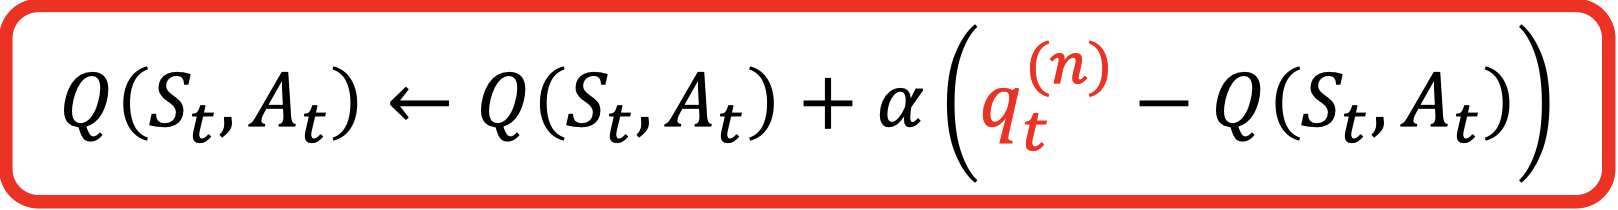 Q(S_t, A_t) ← Q(S_t, A_t) + α(q_t^{(n)} − Q(S_t, A_t))